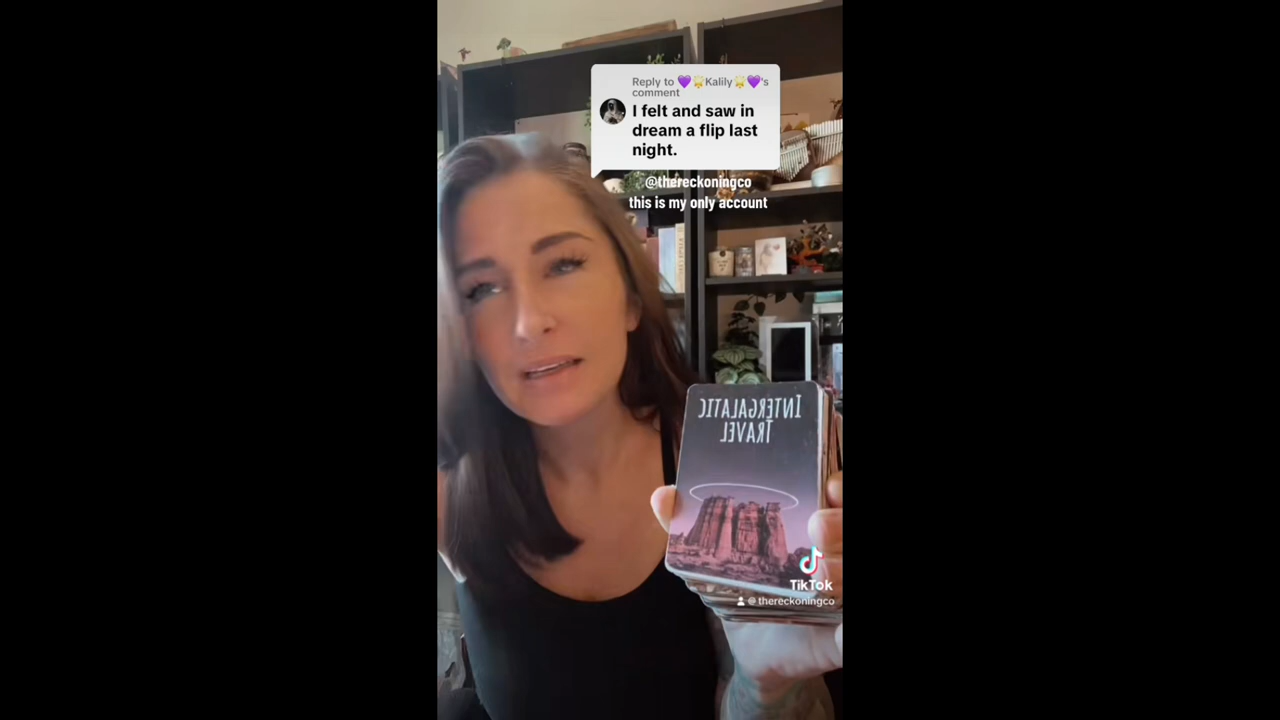 Reply to 💜🌟Kalily🌟💜's
comment
I felt and saw in
dream a flip last
night.
@thereckoningco
this is my only account
INTERGALATIC
TRAVEL
TikTok
@thereckoningco